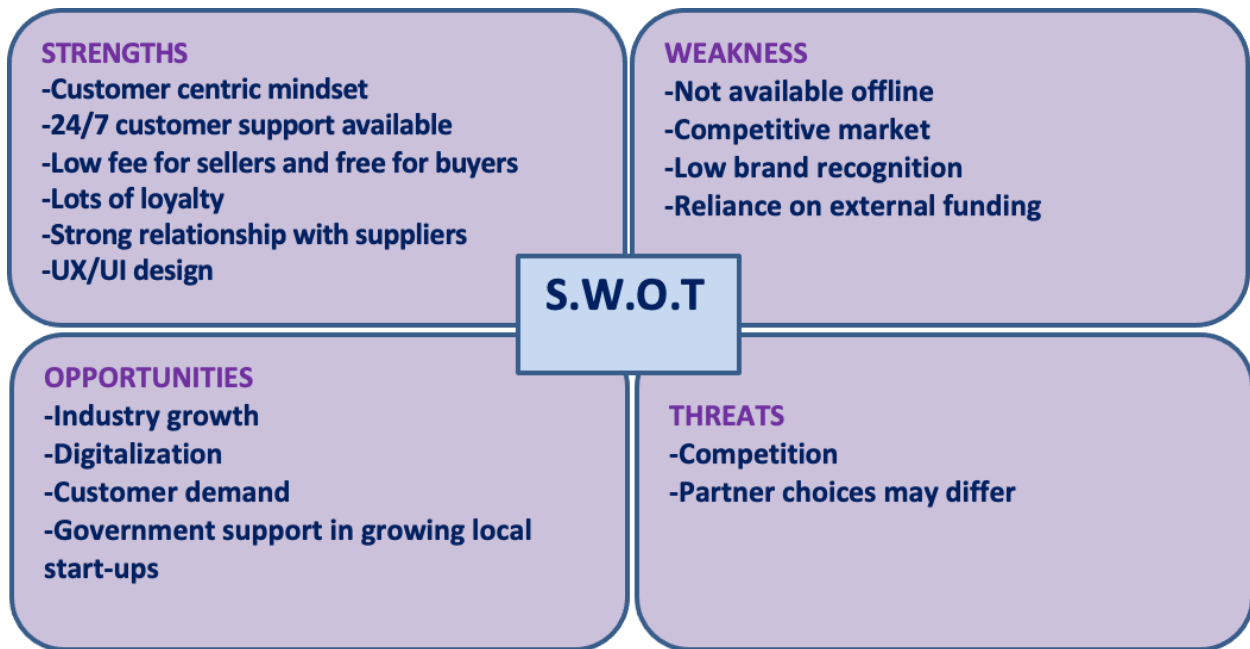 STRENGTHS
-Customer centric mindset
-24/7 customer support available
-Low fee for sellers and free for buyers
-Lots of loyalty
-Strong relationship with suppliers
-UX/UI design
WEAKNESS
-Not available offline
-Competitive market
-Low brand recognition
-Reliance on external funding
S.W.O.T
OPPORTUNITIES
-Industry growth
-Digitalization
-Customer demand
-Government support in growing local
start-ups
THREATS
-Competition
-Partner choices may differ